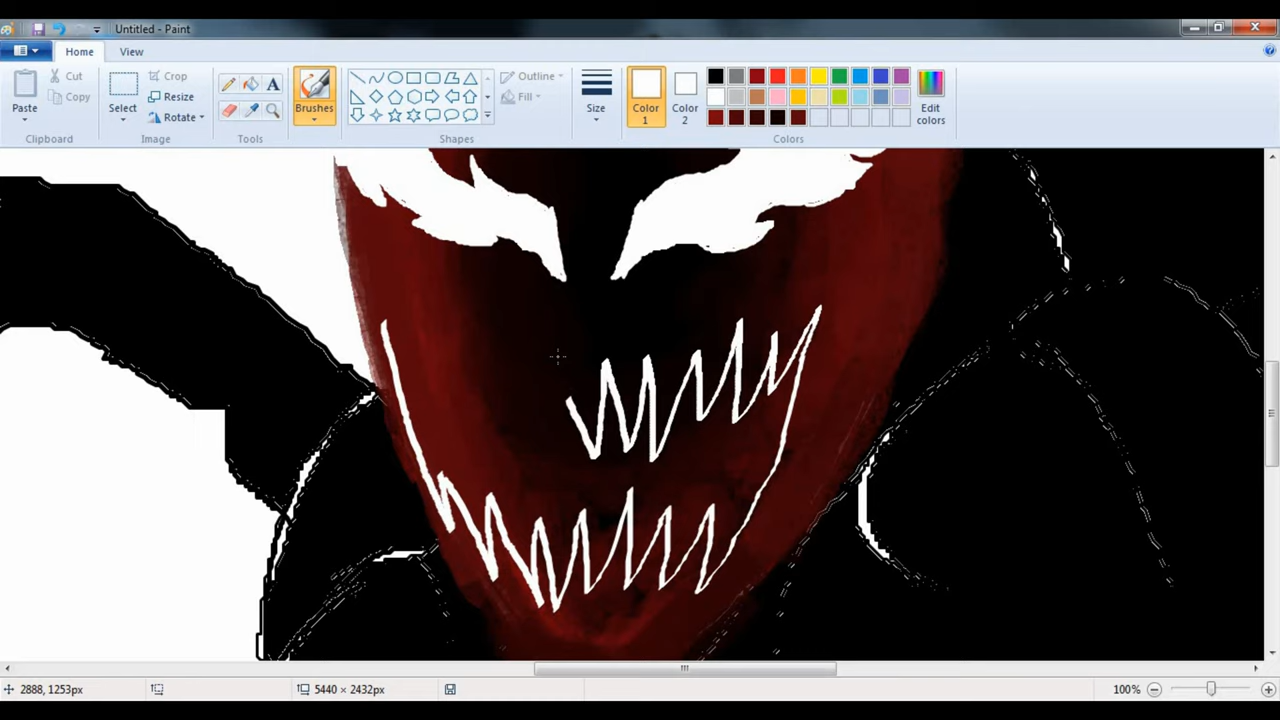 Untitled - Paint
Home View
Paste Cut Copy Select Crop Resize Rotate Brushes Outline Fill Size Color 1 Color 2 Edit colors
Clipboard Image Tools Shapes Colors
2888, 1253px 5440 × 2432px 100%